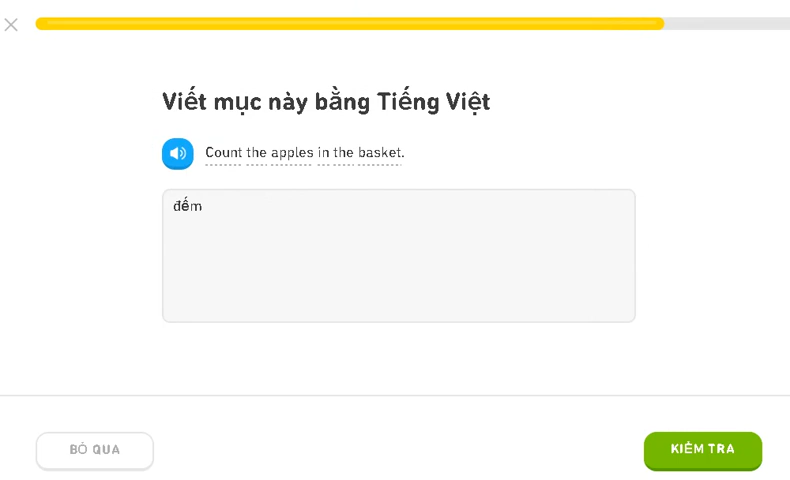 Viết mục này bằng Tiếng Việt
Count the apples in the basket.
đếm
BỎ QUA
KIỂM TRA